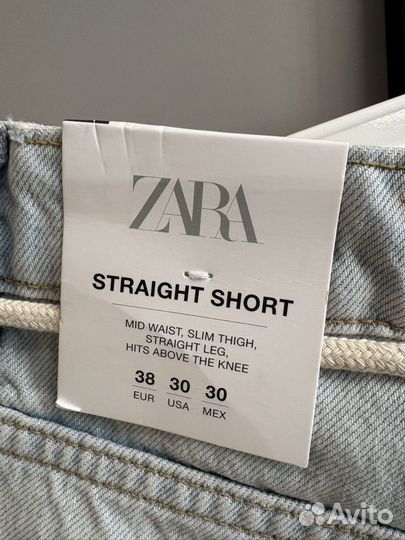 ZARA
STRAIGHT SHORT
MID WAIST, SLIM THIGH,
STRAIGHT LEG,
HITS ABOVE THE KNEE
38 30 30
EUR USA MEX
Avito